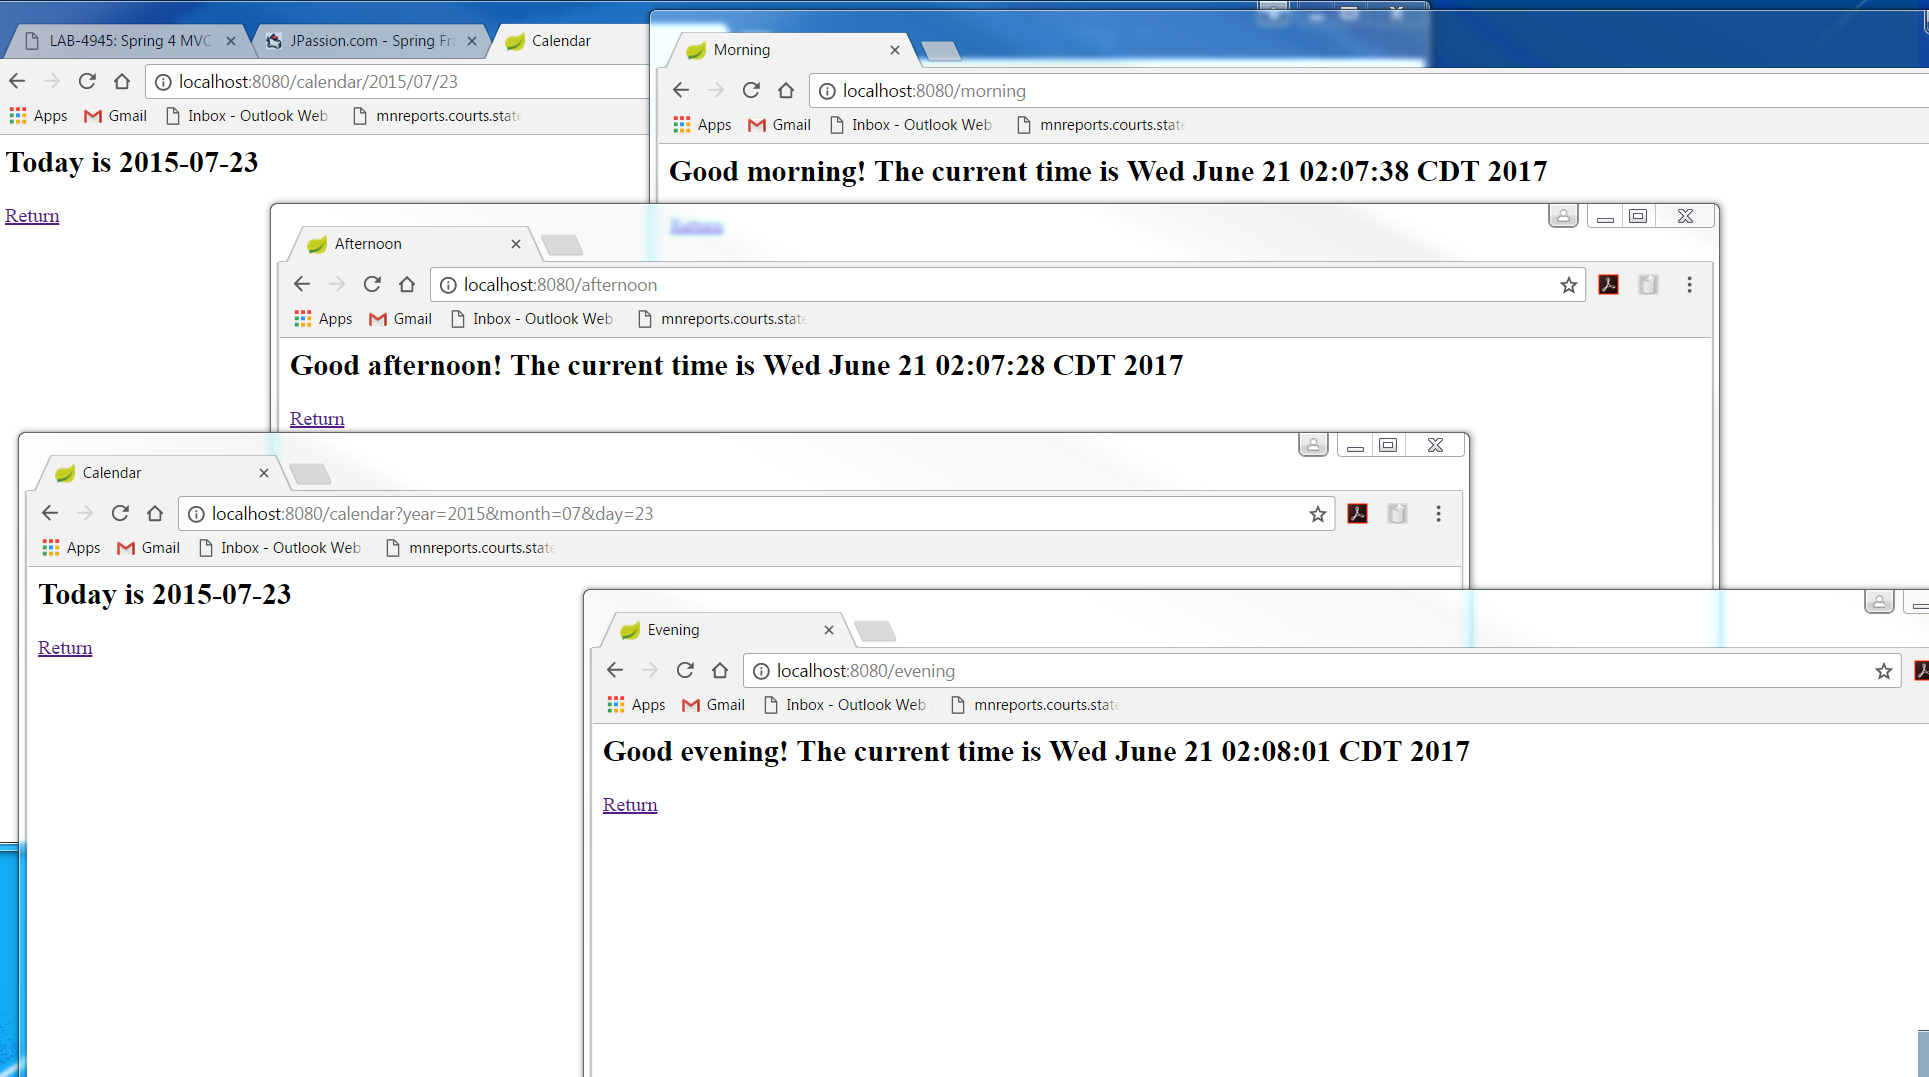 LAB-4945: Spring 4 MVC
JPassion.com - Spring Fra
Calendar
localhost:8080/calendar/2015/07/23
Apps Gmail Inbox - Outlook Web mnreports.courts.state
Today is 2015-07-23
Return
Morning
localhost:8080/morning
Apps Gmail Inbox - Outlook Web mnreports.courts.state
Good morning! The current time is Wed June 21 02:07:38 CDT 2017
Return
Afternoon
localhost:8080/afternoon
Apps Gmail Inbox - Outlook Web mnreports.courts.state
Good afternoon! The current time is Wed June 21 02:07:28 CDT 2017
Return
Calendar
localhost:8080/calendar?year=2015&month=07&day=23
Apps Gmail Inbox - Outlook Web mnreports.courts.state
Today is 2015-07-23
Return
Evening
localhost:8080/evening
Apps Gmail Inbox - Outlook Web mnreports.courts.state
Good evening! The current time is Wed June 21 02:08:01 CDT 2017
Return